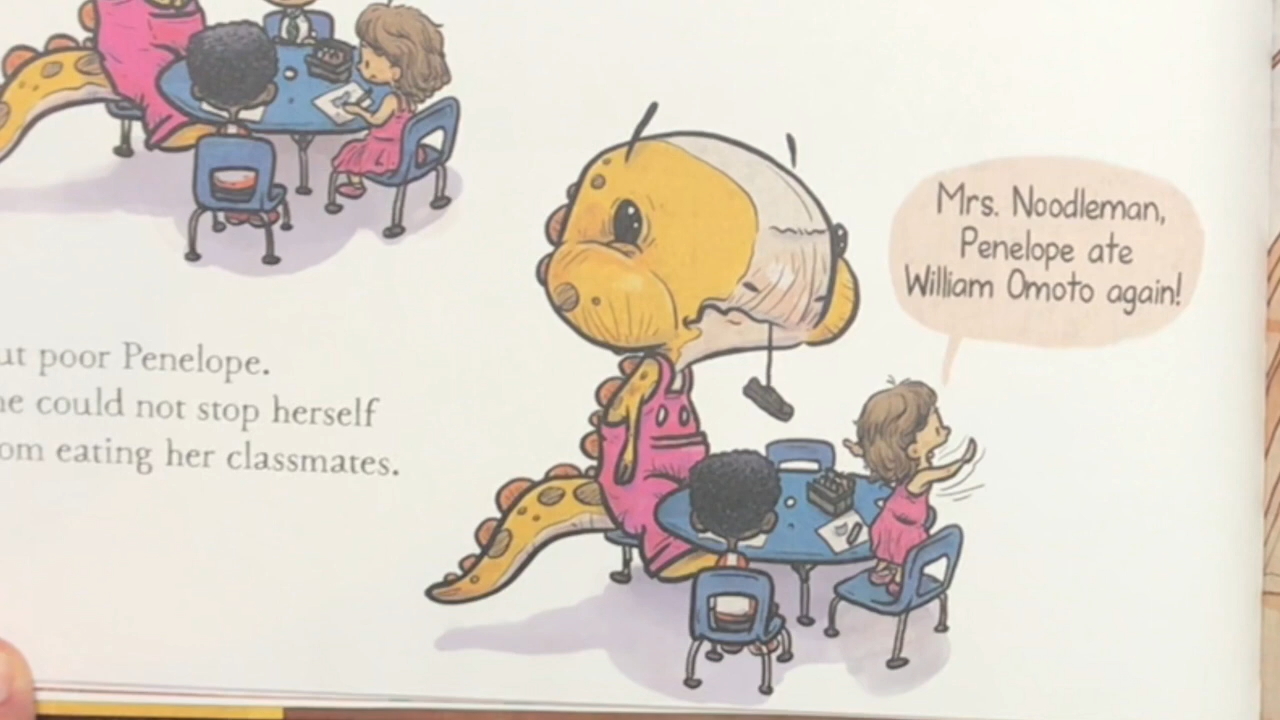 ut poor Penelope.
he could not stop herself
om eating her classmates.
Mrs. Noodleman,
Penelope ate
William Omoto again!